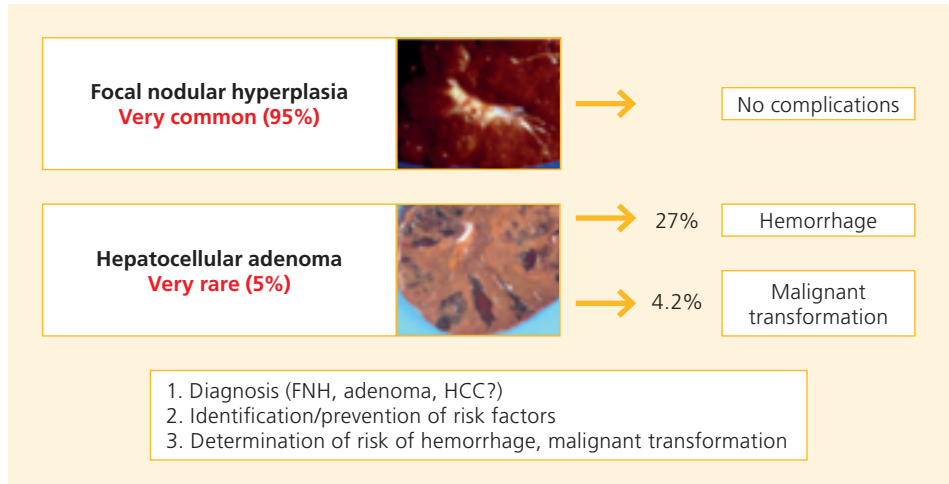 Focal nodular hyperplasia
Very common (95%)
No complications
Hepatocellular adenoma
Very rare (5%)
27%
Hemorrhage
4.2%
Malignant
transformation
1. Diagnosis (FNH, adenoma, HCC?)
2. Identification/prevention of risk factors
3. Determination of risk of hemorrhage, malignant transformation